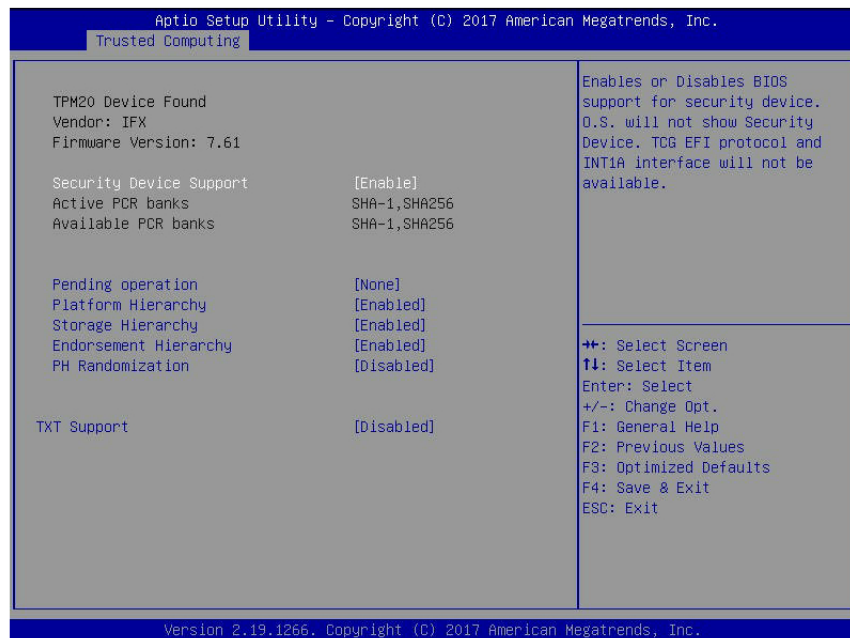 Aptio Setup Utility – Copyright (C) 2017 American Megatrends, Inc.
Trusted Computing
TPM20 Device Found
Vendor: IFX
Firmware Version: 7.61
Security Device Support [Enable]
Active PCR banks SHA-1,SHA256
Available PCR banks SHA-1,SHA256
Pending operation [None]
Platform Hierarchy [Enabled]
Storage Hierarchy [Enabled]
Endorsement Hierarchy [Enabled]
PH Randomization [Disabled]
TXT Support [Disabled]
Enables or Disables BIOS
support for security device.
O.S. will not show Security
Device. TCG EFI protocol and
INT1A interface will not be
available.
→←: Select Screen
↑↓: Select Item
Enter: Select
+/-: Change Opt.
F1: General Help
F2: Previous Values
F3: Optimized Defaults
F4: Save & Exit
ESC: Exit
Version 2.19.1266. Copyright (C) 2017 American Megatrends, Inc.